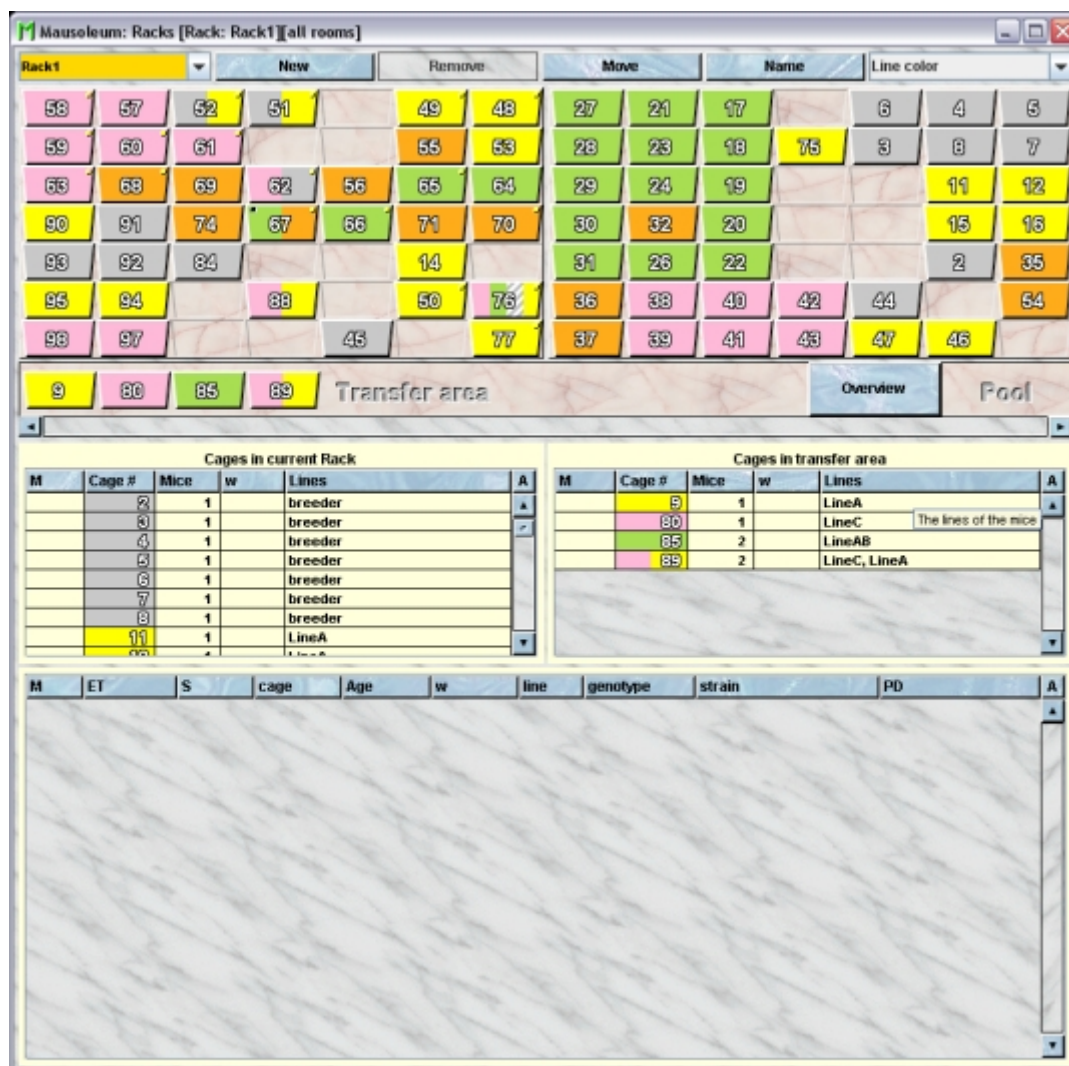 Mausoleum: Racks [Rack: Rack1][all rooms]
Rack1 New Remove Move Name Line color
58 57 52 51 49 48 27 21 17 6 4 5
59 60 61 55 53 28 23 18 75 3 8 7
63 68 69 62 56 65 64 29 24 19 11 12
90 91 74 67 66 71 70 30 32 20 15 16
93 92 84 14 31 26 22 2 35
95 94 88 50 76 36 38 40 42 44 54
98 97 45 77 37 39 41 43 47 46
9 80 85 89 Transfer area Overview Pool
Cages in current Rack
M Cage # Mice w Lines A
2 1 breeder
3 1 breeder
4 1 breeder
5 1 breeder
6 1 breeder
7 1 breeder
8 1 breeder
11 1 LineA
Cages in transfer area
M Cage # Mice w Lines A
9 1 LineA
80 1 LineC
The lines of the mice
85 2 LineAB
89 2 LineC, LineA
M ET S cage Age w line genotype strain PD A